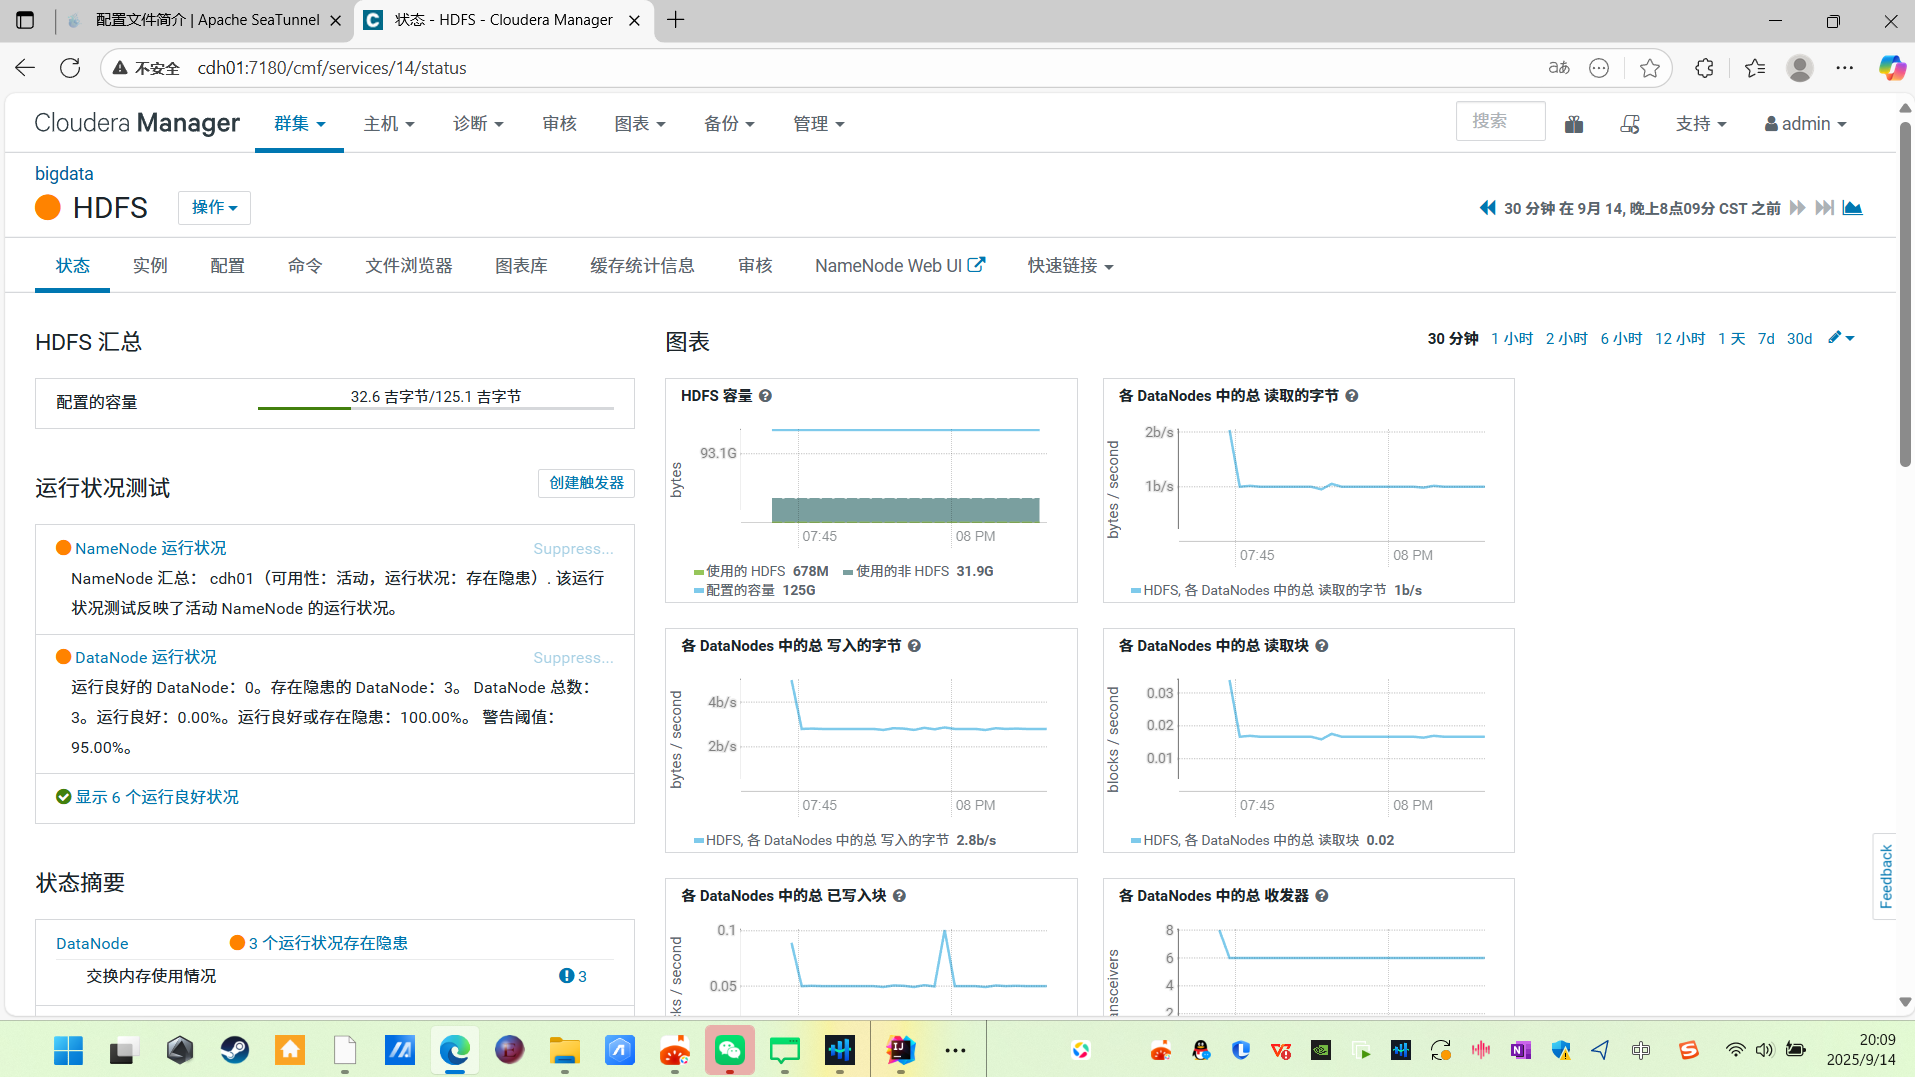 配置文件简介 | Apache SeaTunnel
状态 - HDFS - Cloudera Manager
不安全 cdh01:7180/cmf/services/14/status
Cloudera Manager 群集 主机 诊断 审核 图表 备份 管理 搜索 支持 admin
bigdata
HDFS 操作 30 分钟 在 9月 14, 晚上8点09分 CST 之前
状态 实例 配置 命令 文件浏览器 图表库 缓存统计信息 审核 NameNode Web UI 快速链接
HDFS 汇总
配置的容量 32.6 吉字节/125.1 吉字节
运行状况测试 创建触发器
NameNode 运行状况 Suppress...
NameNode 汇总： cdh01（可用性：活动，运行状况：存在隐患）. 该运行
状况测试反映了活动 NameNode 的运行状况。
DataNode 运行状况 Suppress...
运行良好的 DataNode：0。存在隐患的 DataNode：3。 DataNode 总数：
3。运行良好：0.00%。运行良好或存在隐患：100.00%。 警告阈值：
95.00%。
显示 6 个运行良好状况
状态摘要
DataNode 3 个运行状况存在隐患
交换内存使用情况 3
图表 30 分钟 1 小时 2 小时 6 小时 12 小时 1 天 7d 30d
HDFS 容量
bytes
93.1G
07:45 08 PM
使用的 HDFS 678M 使用的非 HDFS 31.9G
配置的容量 125G
各 DataNodes 中的总 读取的字节
bytes / second
2b/s
1b/s
07:45 08 PM
HDFS, 各 DataNodes 中的总 读取的字节 1b/s
各 DataNodes 中的总 写入的字节
bytes / second
4b/s
2b/s
07:45 08 PM
HDFS, 各 DataNodes 中的总 写入的字节 2.8b/s
各 DataNodes 中的总 读取块
blocks / second
0.03
0.02
0.01
07:45 08 PM
HDFS, 各 DataNodes 中的总 读取块 0.02
各 DataNodes 中的总 已写入块
cks / second
0.1
0.05
各 DataNodes 中的总 收发器
ansceivers
8
6
4
2
Feedback
20:09
2025/9/14